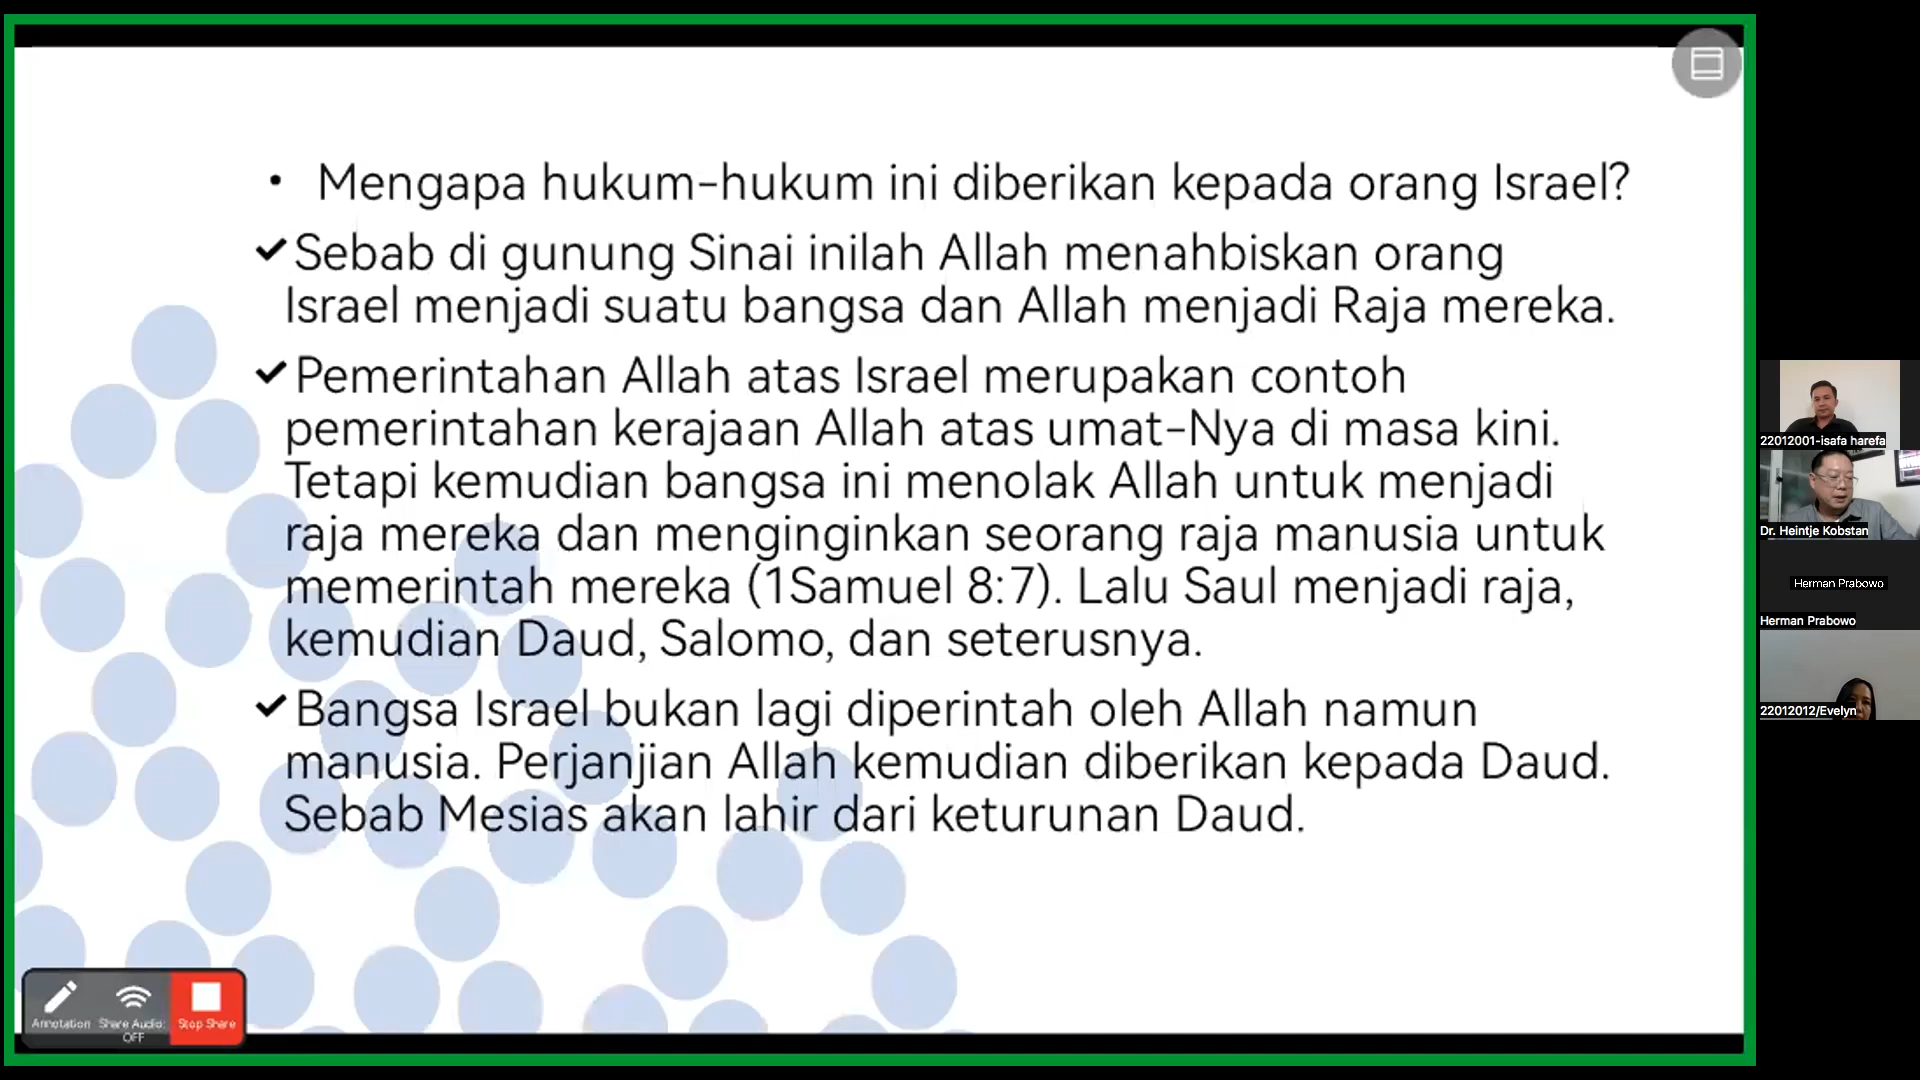 • Mengapa hukum-hukum ini diberikan kepada orang Israel?
✔Sebab di gunung Sinai inilah Allah menahbiskan orang
Israel menjadi suatu bangsa dan Allah menjadi Raja mereka.
✔Pemerintahan Allah atas Israel merupakan contoh
pemerintahan kerajaan Allah atas umat-Nya di masa kini.
Tetapi kemudian bangsa ini menolak Allah untuk menjadi
raja mereka dan menginginkan seorang raja manusia untuk
memerintah mereka (1Samuel 8:7). Lalu Saul menjadi raja,
kemudian Daud, Salomo, dan seterusnya.
✔Bangsa Israel bukan lagi diperintah oleh Allah namun
manusia. Perjanjian Allah kemudian diberikan kepada Daud.
Sebab Mesias akan lahir dari keturunan Daud.
Annotation
Share Audio:
OFF
Stop Share
22012001-isafa harefa
Dr. Heintje Kobstan
Herman Prabowo
Herman Prabowo
22012012/Evelyn